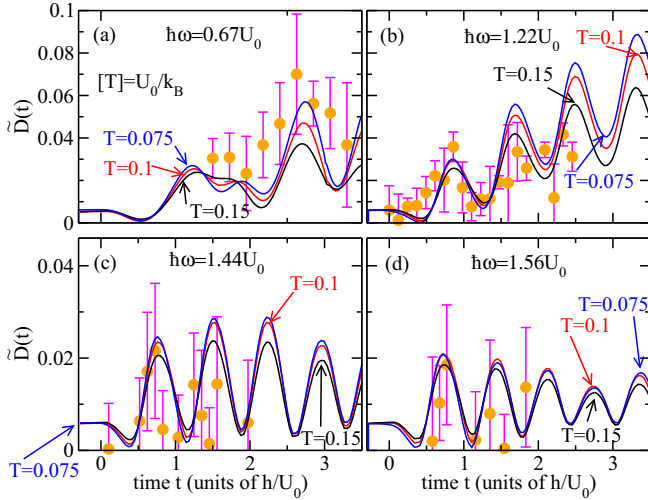 0.1
(a)
ħω=0.67U0
(b)
ħω=1.22U0
T=0.1
0.08
[T]=U0/kB
T=0.15
0.06
D̃(t)
T=0.075
0.04
T=0.1
0.02
T=0.15
T=0.075
0
(c)
ħω=1.44U0
(d)
ħω=1.56U0
0.04
T=0.1
T=0.075
T=0.1
D̃(t)
0.02
T=0.15
T=0.15
0
T=0.075
0 1 2 3 0 1 2 3
time t (units of h/U0) time t (units of h/U0)